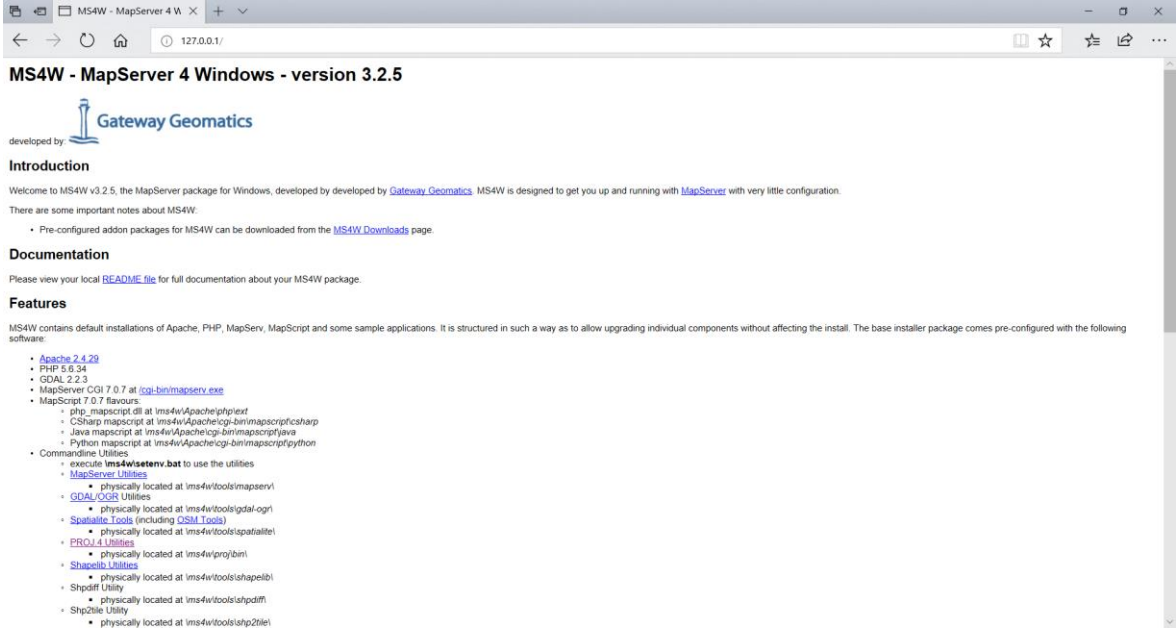 MS4W - MapServer 4 W
127.0.0.1/
MS4W - MapServer 4 Windows - version 3.2.5
Gateway Geomatics
developed by:
Introduction
Welcome to MS4W v3.2.5, the MapServer package for Windows, developed by developed by Gateway Geomatics. MS4W is designed to get you up and running with MapServer with very little configuration.
There are some important notes about MS4W:
• Pre-configured addon packages for MS4W can be downloaded from the MS4W Downloads page.
Documentation
Please view your local README file for full documentation about your MS4W package.
Features
MS4W contains default installations of Apache, PHP, MapServ, MapScript and some sample applications. It is structured in such a way as to allow upgrading individual components without affecting the install. The base installer package comes pre-configured with the following
software:
• Apache 2.4.29
• PHP 5.6.34
• GDAL 2.2.3
• MapServer CGI 7.0.7 at /cgi-bin/mapserv.exe
• MapScript 7.0.7 flavours:
◦ php_mapscript.dll at \ms4w\Apache\php\ext
◦ CSharp mapscript at \ms4w\Apache\cgi-bin\mapscript\csharp
◦ Java mapscript at \ms4w\Apache\cgi-bin\mapscript\java
◦ Python mapscript at \ms4w\Apache\cgi-bin\mapscript\python
• Commandline Utilities
◦ execute \ms4w\setenv.bat to use the utilities
◦ MapServer Utilities
▪ physically located at \ms4w\tools\mapserv\
◦ GDAL/OGR Utilities
▪ physically located at \ms4w\tools\gdal-ogr\
◦ Spatialite Tools (including OSM Tools)
▪ physically located at \ms4w\tools\spatialite\
◦ PROJ.4 Utilities
▪ physically located at \ms4w\proj\bin\
◦ Shapelib Utilities
▪ physically located at \ms4w\tools\shapelib\
◦ Shpdiff Utility
▪ physically located at \ms4w\tools\shpdiff\
◦ Shp2tile Utility
▪ physically located at \ms4w\tools\shp2tile\